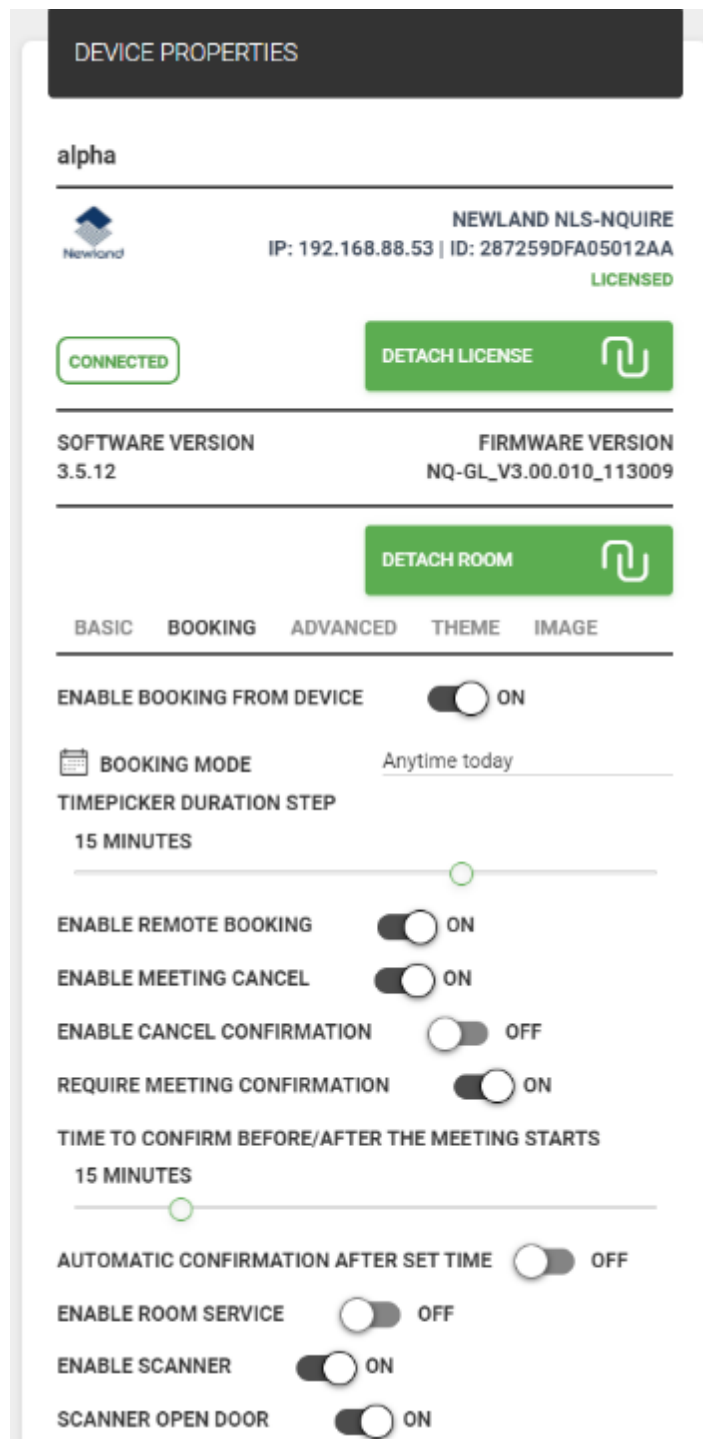 DEVICE PROPERTIES
alpha
Newland
NEWLAND NLS-NQUIRE
IP: 192.168.88.53 | ID: 287259DFA05012AA
LICENSED
CONNECTED
DETACH LICENSE
SOFTWARE VERSION
3.5.12
FIRMWARE VERSION
NQ-GL_V3.00.010_113009
DETACH ROOM
BASIC BOOKING ADVANCED THEME IMAGE
ENABLE BOOKING FROM DEVICE ON
BOOKING MODE Anytime today
TIMEPICKER DURATION STEP
15 MINUTES
ENABLE REMOTE BOOKING ON
ENABLE MEETING CANCEL ON
ENABLE CANCEL CONFIRMATION OFF
REQUIRE MEETING CONFIRMATION ON
TIME TO CONFIRM BEFORE/AFTER THE MEETING STARTS
15 MINUTES
AUTOMATIC CONFIRMATION AFTER SET TIME OFF
ENABLE ROOM SERVICE OFF
ENABLE SCANNER ON
SCANNER OPEN DOOR ON